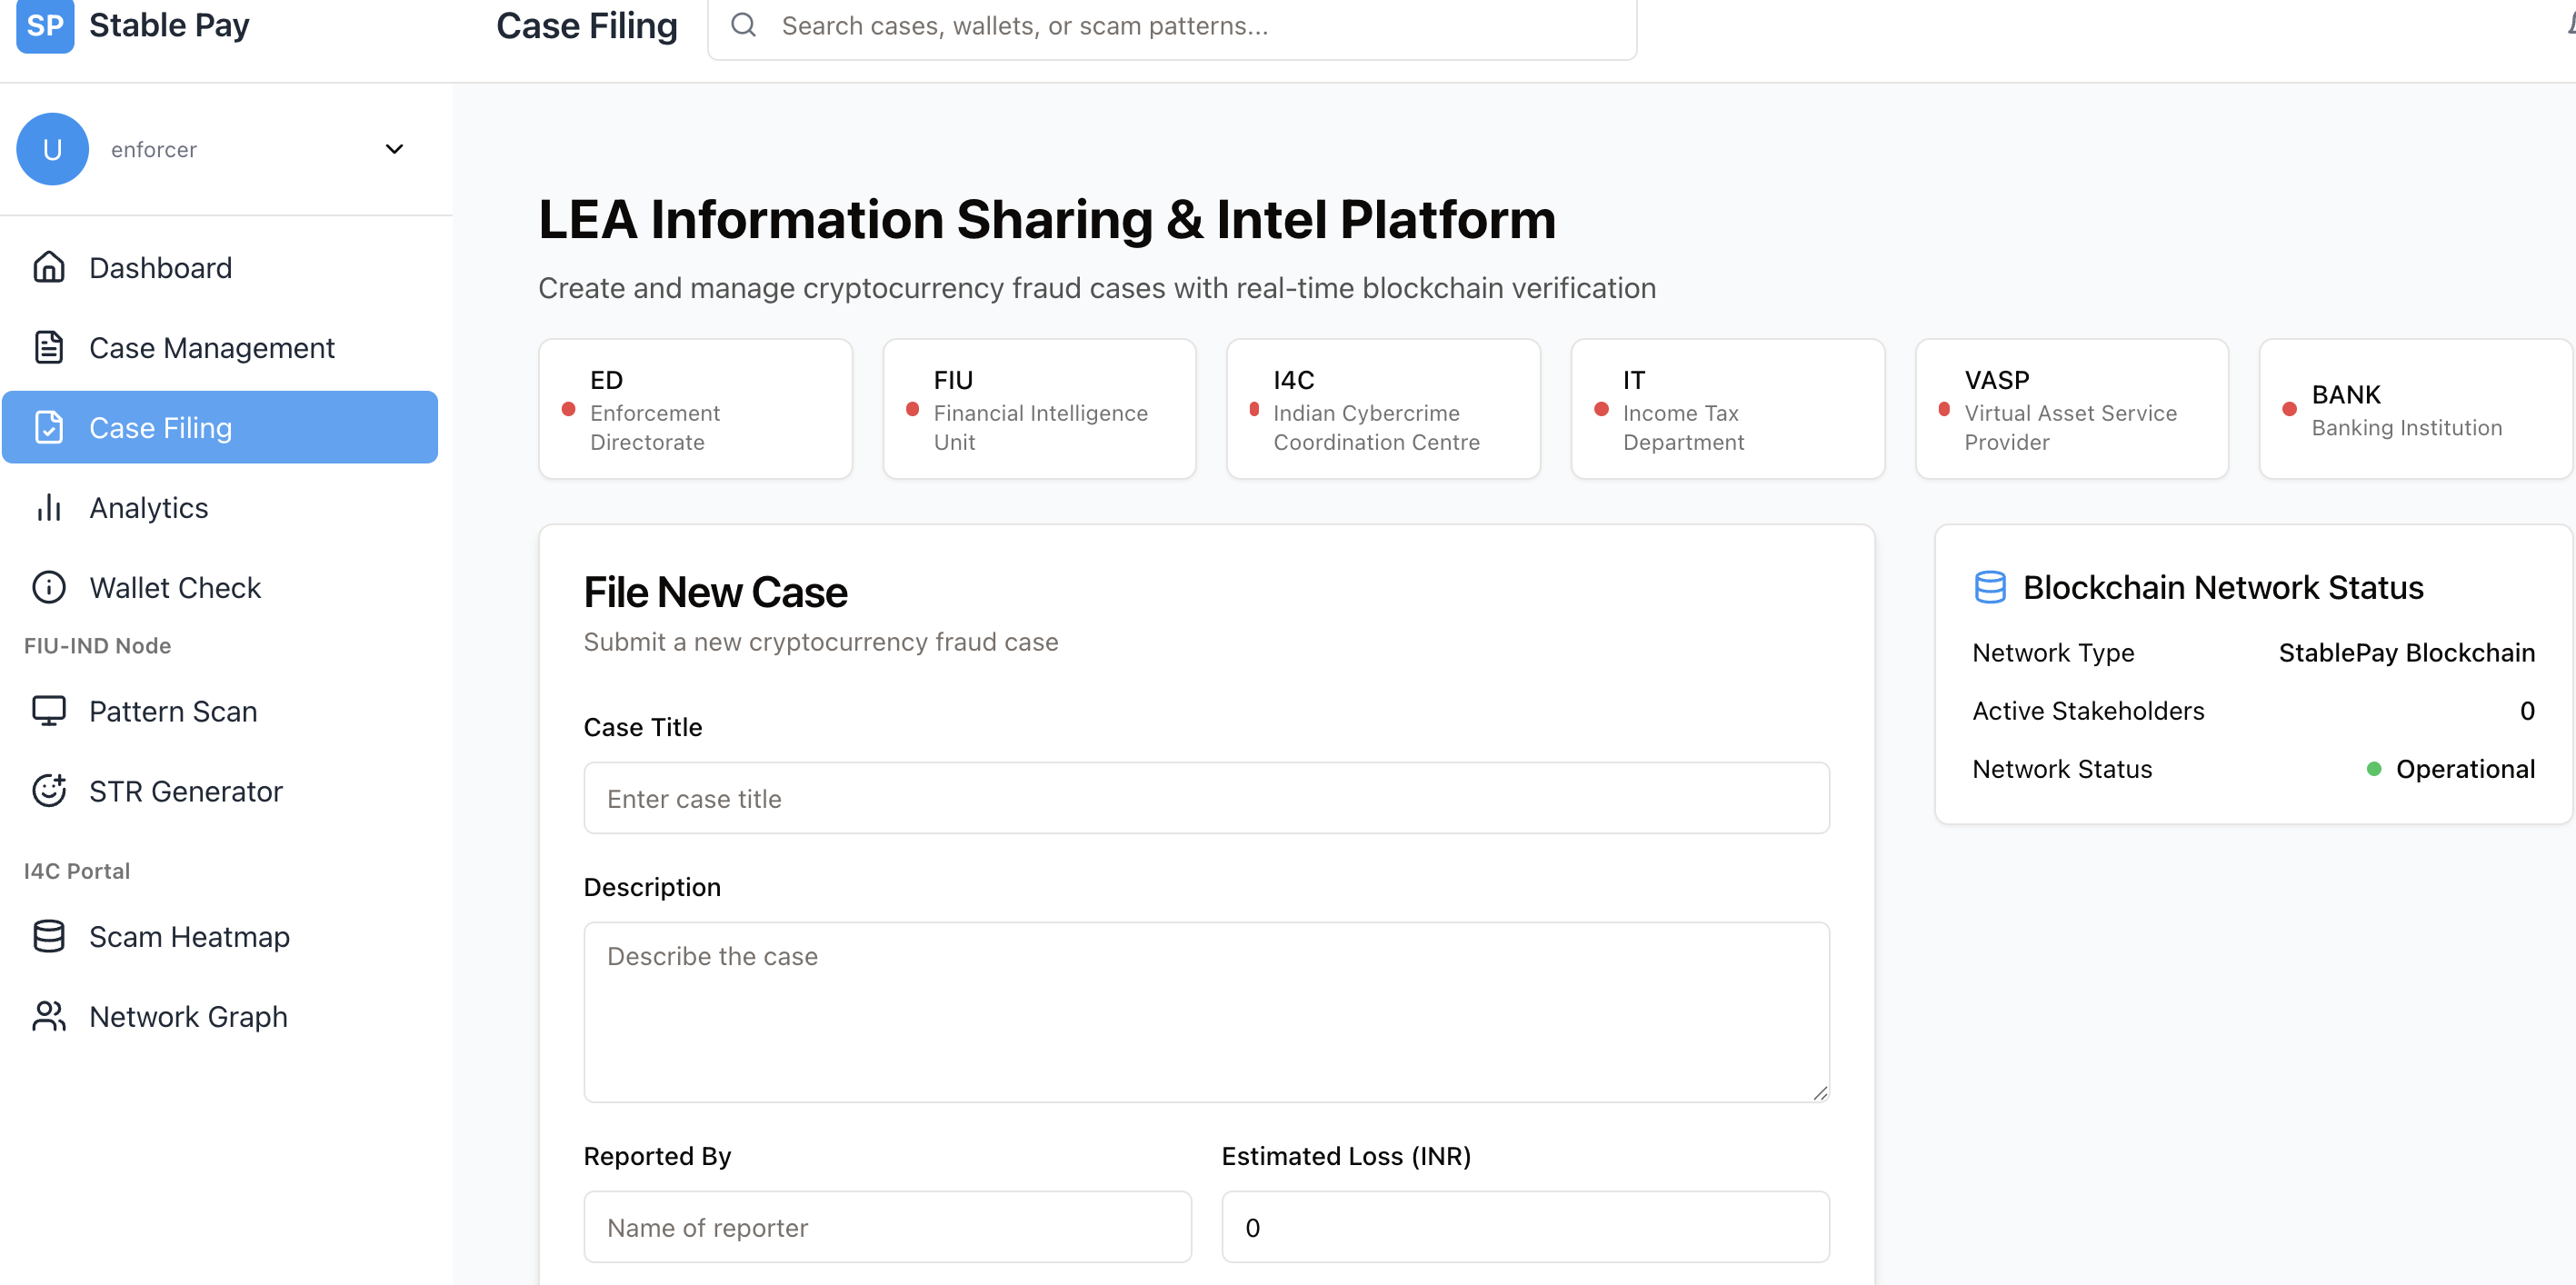 SP Stable Pay
Case Filing
Search cases, wallets, or scam patterns...
U
enforcer
Dashboard
Case Management
Case Filing
Analytics
Wallet Check
FIU-IND Node
Pattern Scan
STR Generator
I4C Portal
Scam Heatmap
Network Graph
LEA Information Sharing & Intel Platform
Create and manage cryptocurrency fraud cases with real-time blockchain verification
ED
Enforcement
Directorate
FIU
Financial Intelligence
Unit
I4C
Indian Cybercrime
Coordination Centre
IT
Income Tax
Department
VASP
Virtual Asset Service
Provider
BANK
Banking Institution
File New Case
Submit a new cryptocurrency fraud case
Case Title
Enter case title
Description
Describe the case
Reported By
Name of reporter
Estimated Loss (INR)
0
Blockchain Network Status
Network Type StablePay Blockchain
Active Stakeholders 0
Network Status Operational